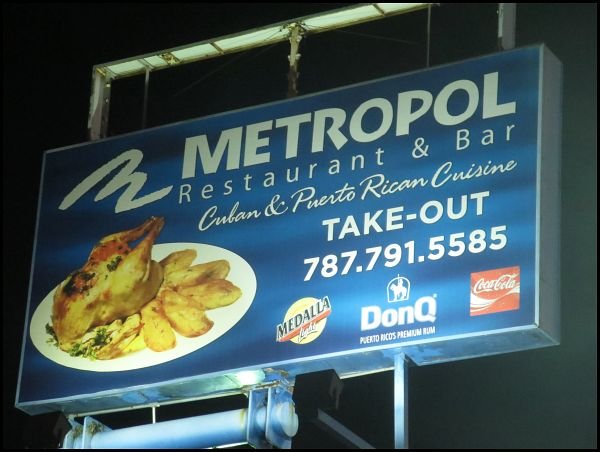 METROPOL
Restaurant & Bar
Cuban & Puerto Rican Cuisine
TAKE-OUT
787.791.5585
MEDALLA
Light
DonQ
PUERTO RICO'S PREMIUM RUM
Coca-Cola